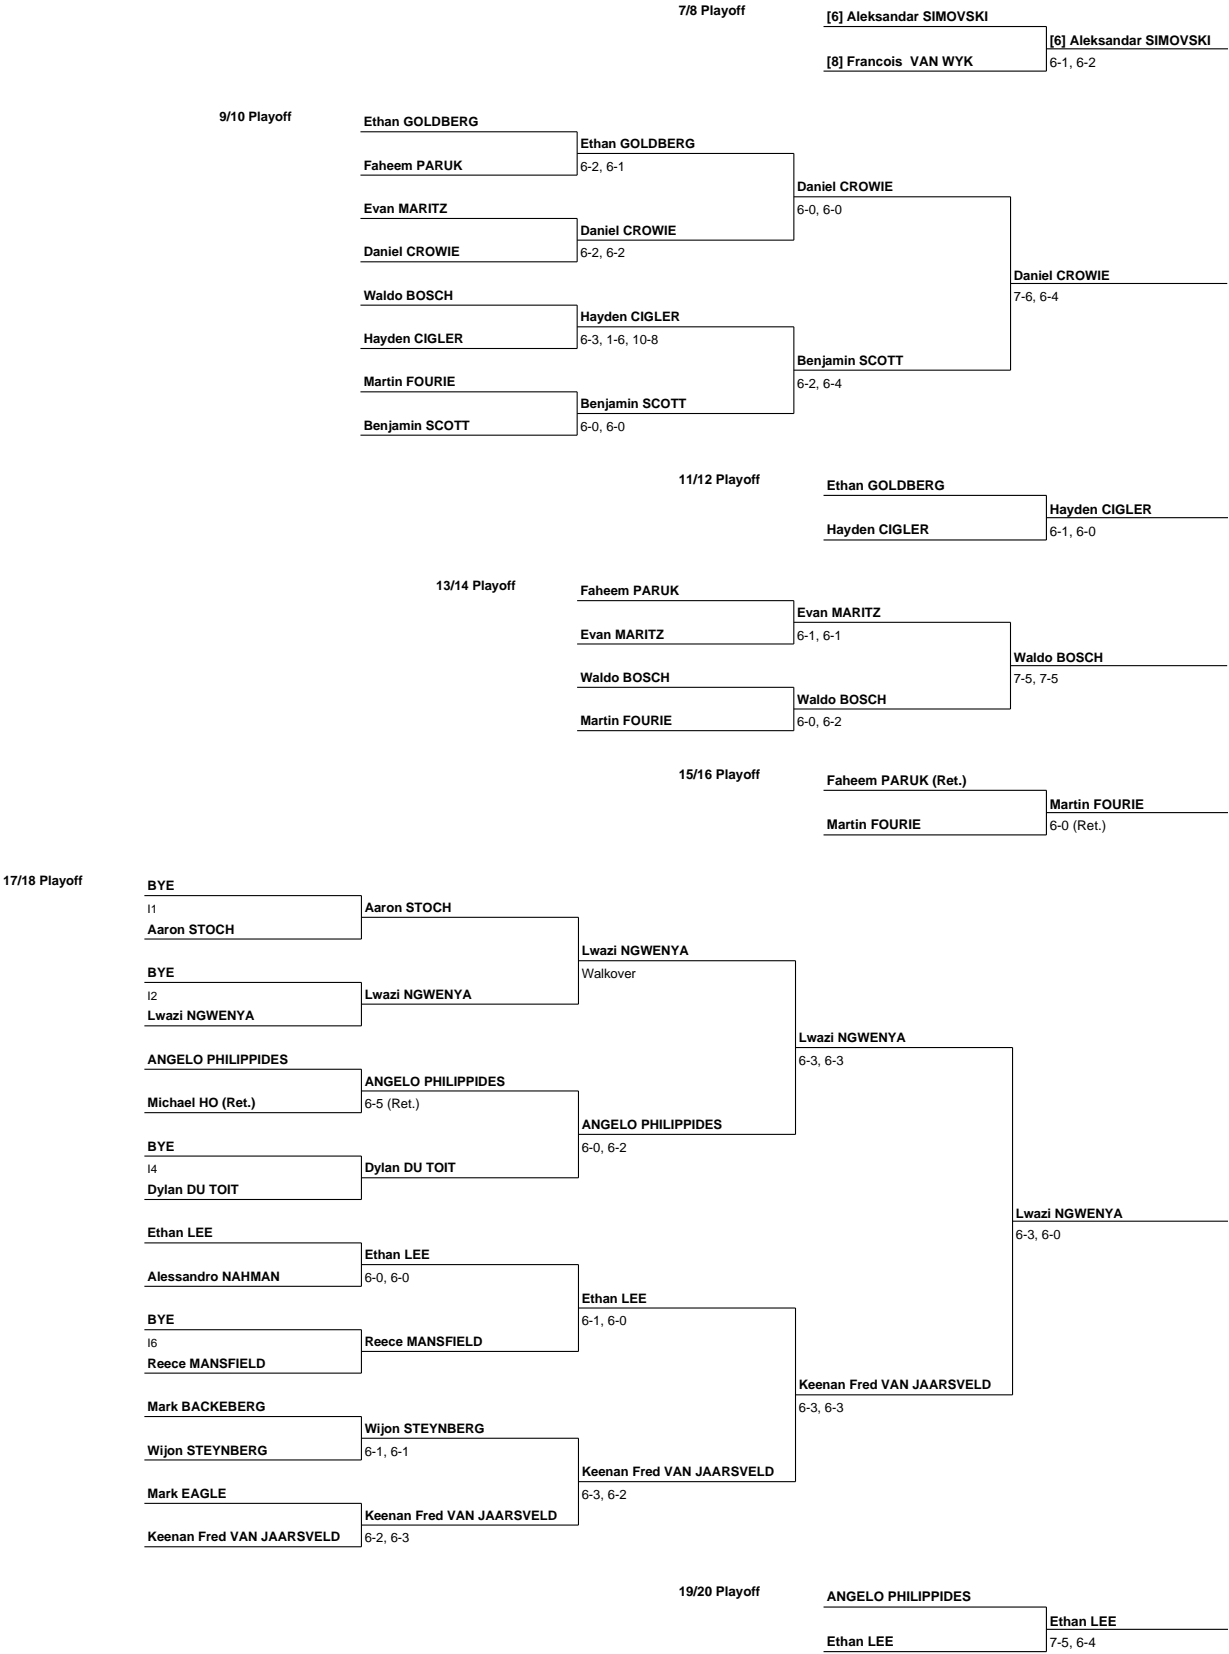 7/8 Playoff
[6] Aleksandar SIMOVSKI
[6] Aleksandar SIMOVSKI
[8] Francois  VAN WYK
6-1, 6-2
9/10 Playoff
Ethan GOLDBERG
Ethan GOLDBERG
Faheem PARUK
6-2, 6-1
Daniel CROWIE
Evan MARITZ
6-0, 6-0
Daniel CROWIE
Daniel CROWIE
6-2, 6-2
Daniel CROWIE
Waldo BOSCH
7-6, 6-4
Hayden CIGLER
Hayden CIGLER
6-3, 1-6, 10-8
Benjamin SCOTT
Martin FOURIE
6-2, 6-4
Benjamin SCOTT
Benjamin SCOTT
6-0, 6-0
11/12 Playoff
Ethan GOLDBERG
Hayden CIGLER
Hayden CIGLER
6-1, 6-0
13/14 Playoff
Faheem PARUK
Evan MARITZ
Evan MARITZ
6-1, 6-1
Waldo BOSCH
Waldo BOSCH
7-5, 7-5
Waldo BOSCH
Martin FOURIE
6-0, 6-2
15/16 Playoff
Faheem PARUK (Ret.)
Martin FOURIE
Martin FOURIE
6-0 (Ret.)
17/18 Playoff
BYE
I1
Aaron STOCH
Aaron STOCH
Lwazi NGWENYA
BYE
Walkover
I2
Lwazi NGWENYA
Lwazi NGWENYA
Lwazi NGWENYA
ANGELO PHILIPPIDES
6-3, 6-3
ANGELO PHILIPPIDES
Michael HO (Ret.)
6-5 (Ret.)
ANGELO PHILIPPIDES
BYE
6-0, 6-2
I4
Dylan DU TOIT
Dylan DU TOIT
Lwazi NGWENYA
Ethan LEE
6-3, 6-0
Ethan LEE
Alessandro NAHMAN
6-0, 6-0
Ethan LEE
BYE
6-1, 6-0
I6
Reece MANSFIELD
Reece MANSFIELD
Keenan Fred VAN JAARSVELD
Mark BACKEBERG
6-3, 6-3
Wijon STEYNBERG
Wijon STEYNBERG
6-1, 6-1
Keenan Fred VAN JAARSVELD
Mark EAGLE
6-3, 6-2
Keenan Fred VAN JAARSVELD
Keenan Fred VAN JAARSVELD
6-2, 6-3
19/20 Playoff
ANGELO PHILIPPIDES
Ethan LEE
Ethan LEE
7-5, 6-4